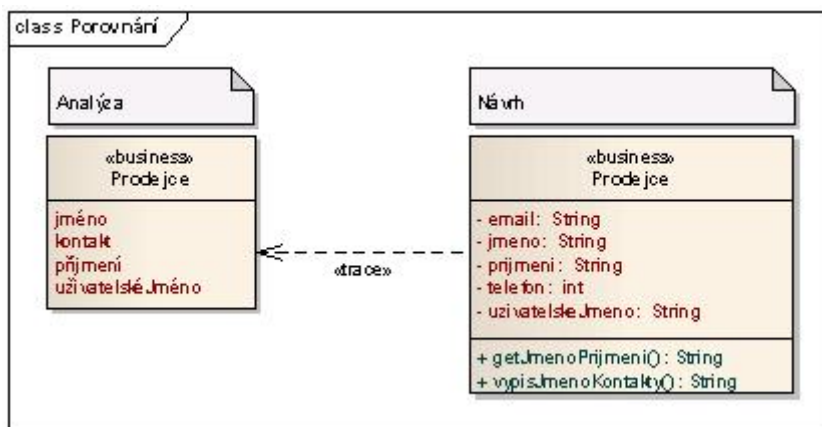 class Porovnání
Analýza
«business»
Prodejce
jméno
kontakt
příjmení
uživatelskéJméno
«trace»
Návrh
«business»
Prodejce
- email: String
- jmeno: String
- prijmeni: String
- telefon: int
- uzivatelskeJmeno: String
+ getJmenoPrijmeni() : String
+ vypisJmenoKontakty() : String